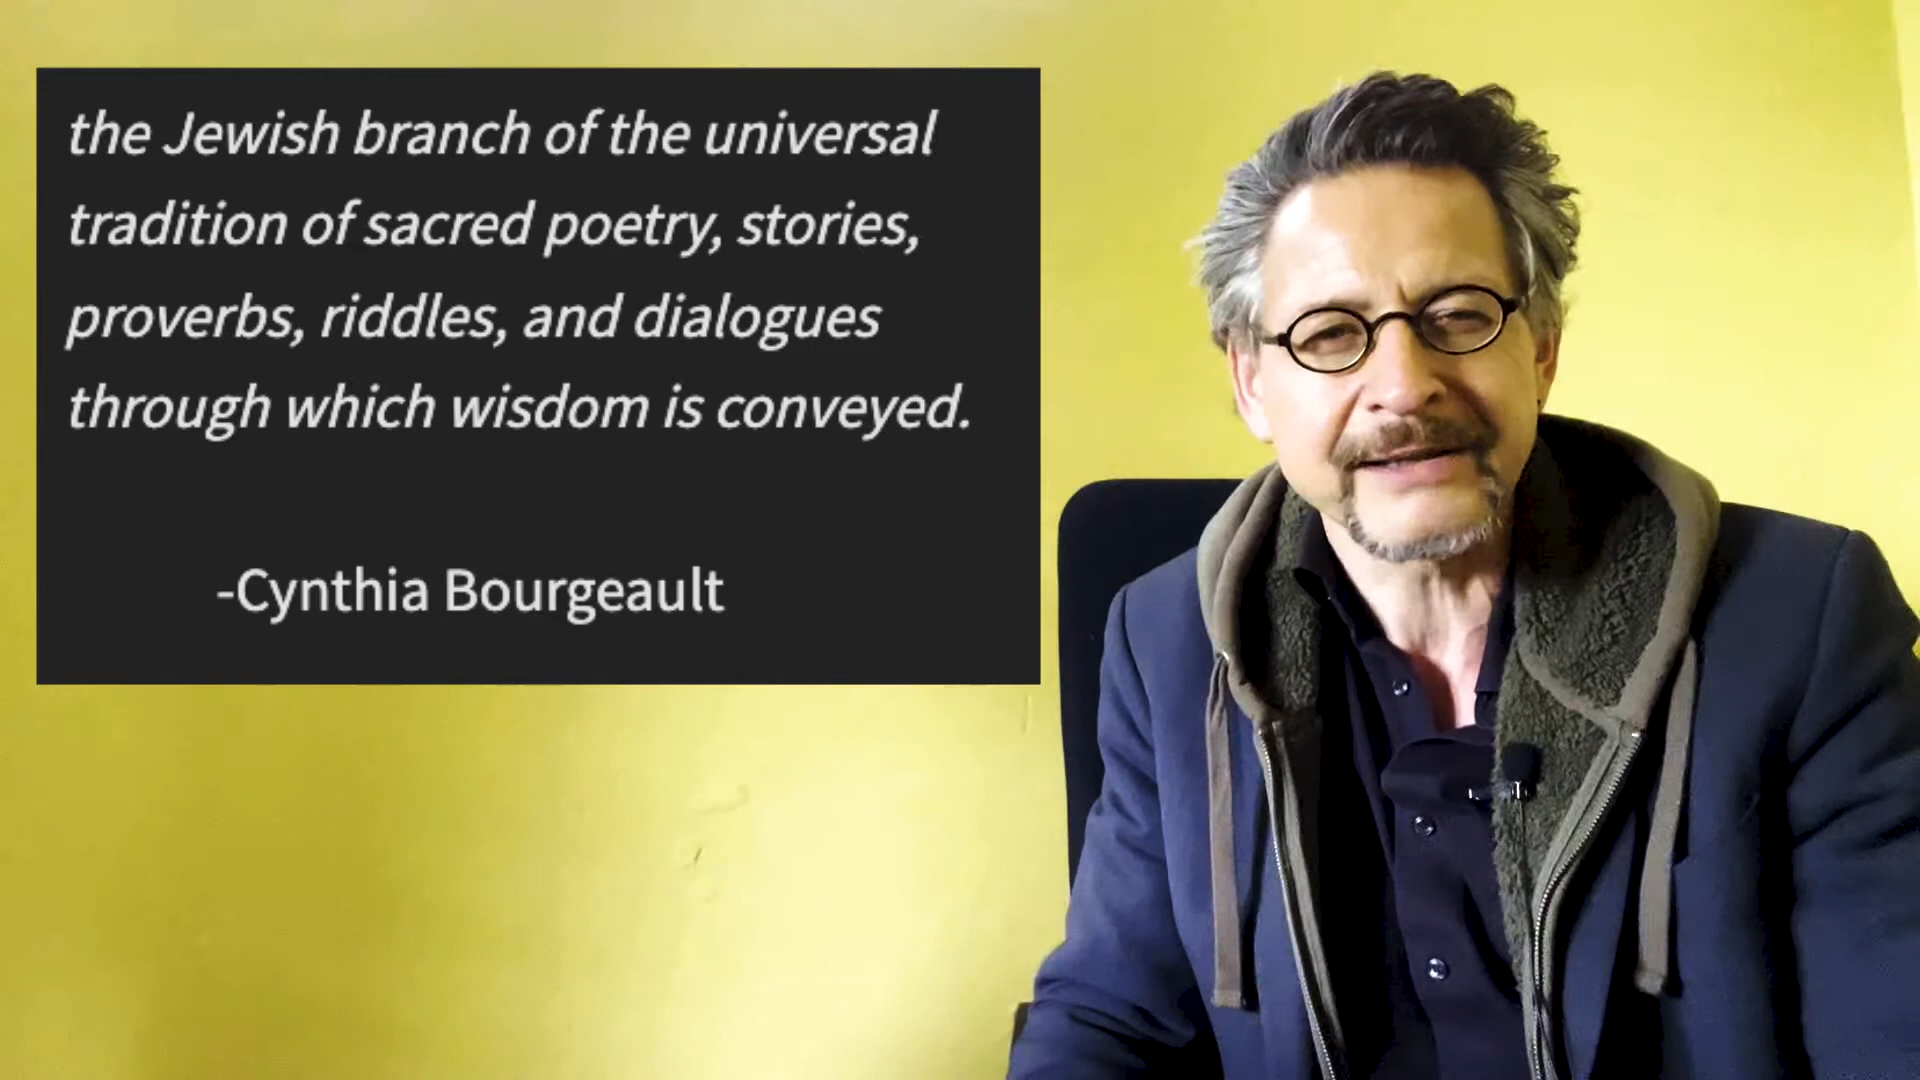 the Jewish branch of the universal
tradition of sacred poetry, stories,
proverbs, riddles, and dialogues
through which wisdom is conveyed.
-Cynthia Bourgeault